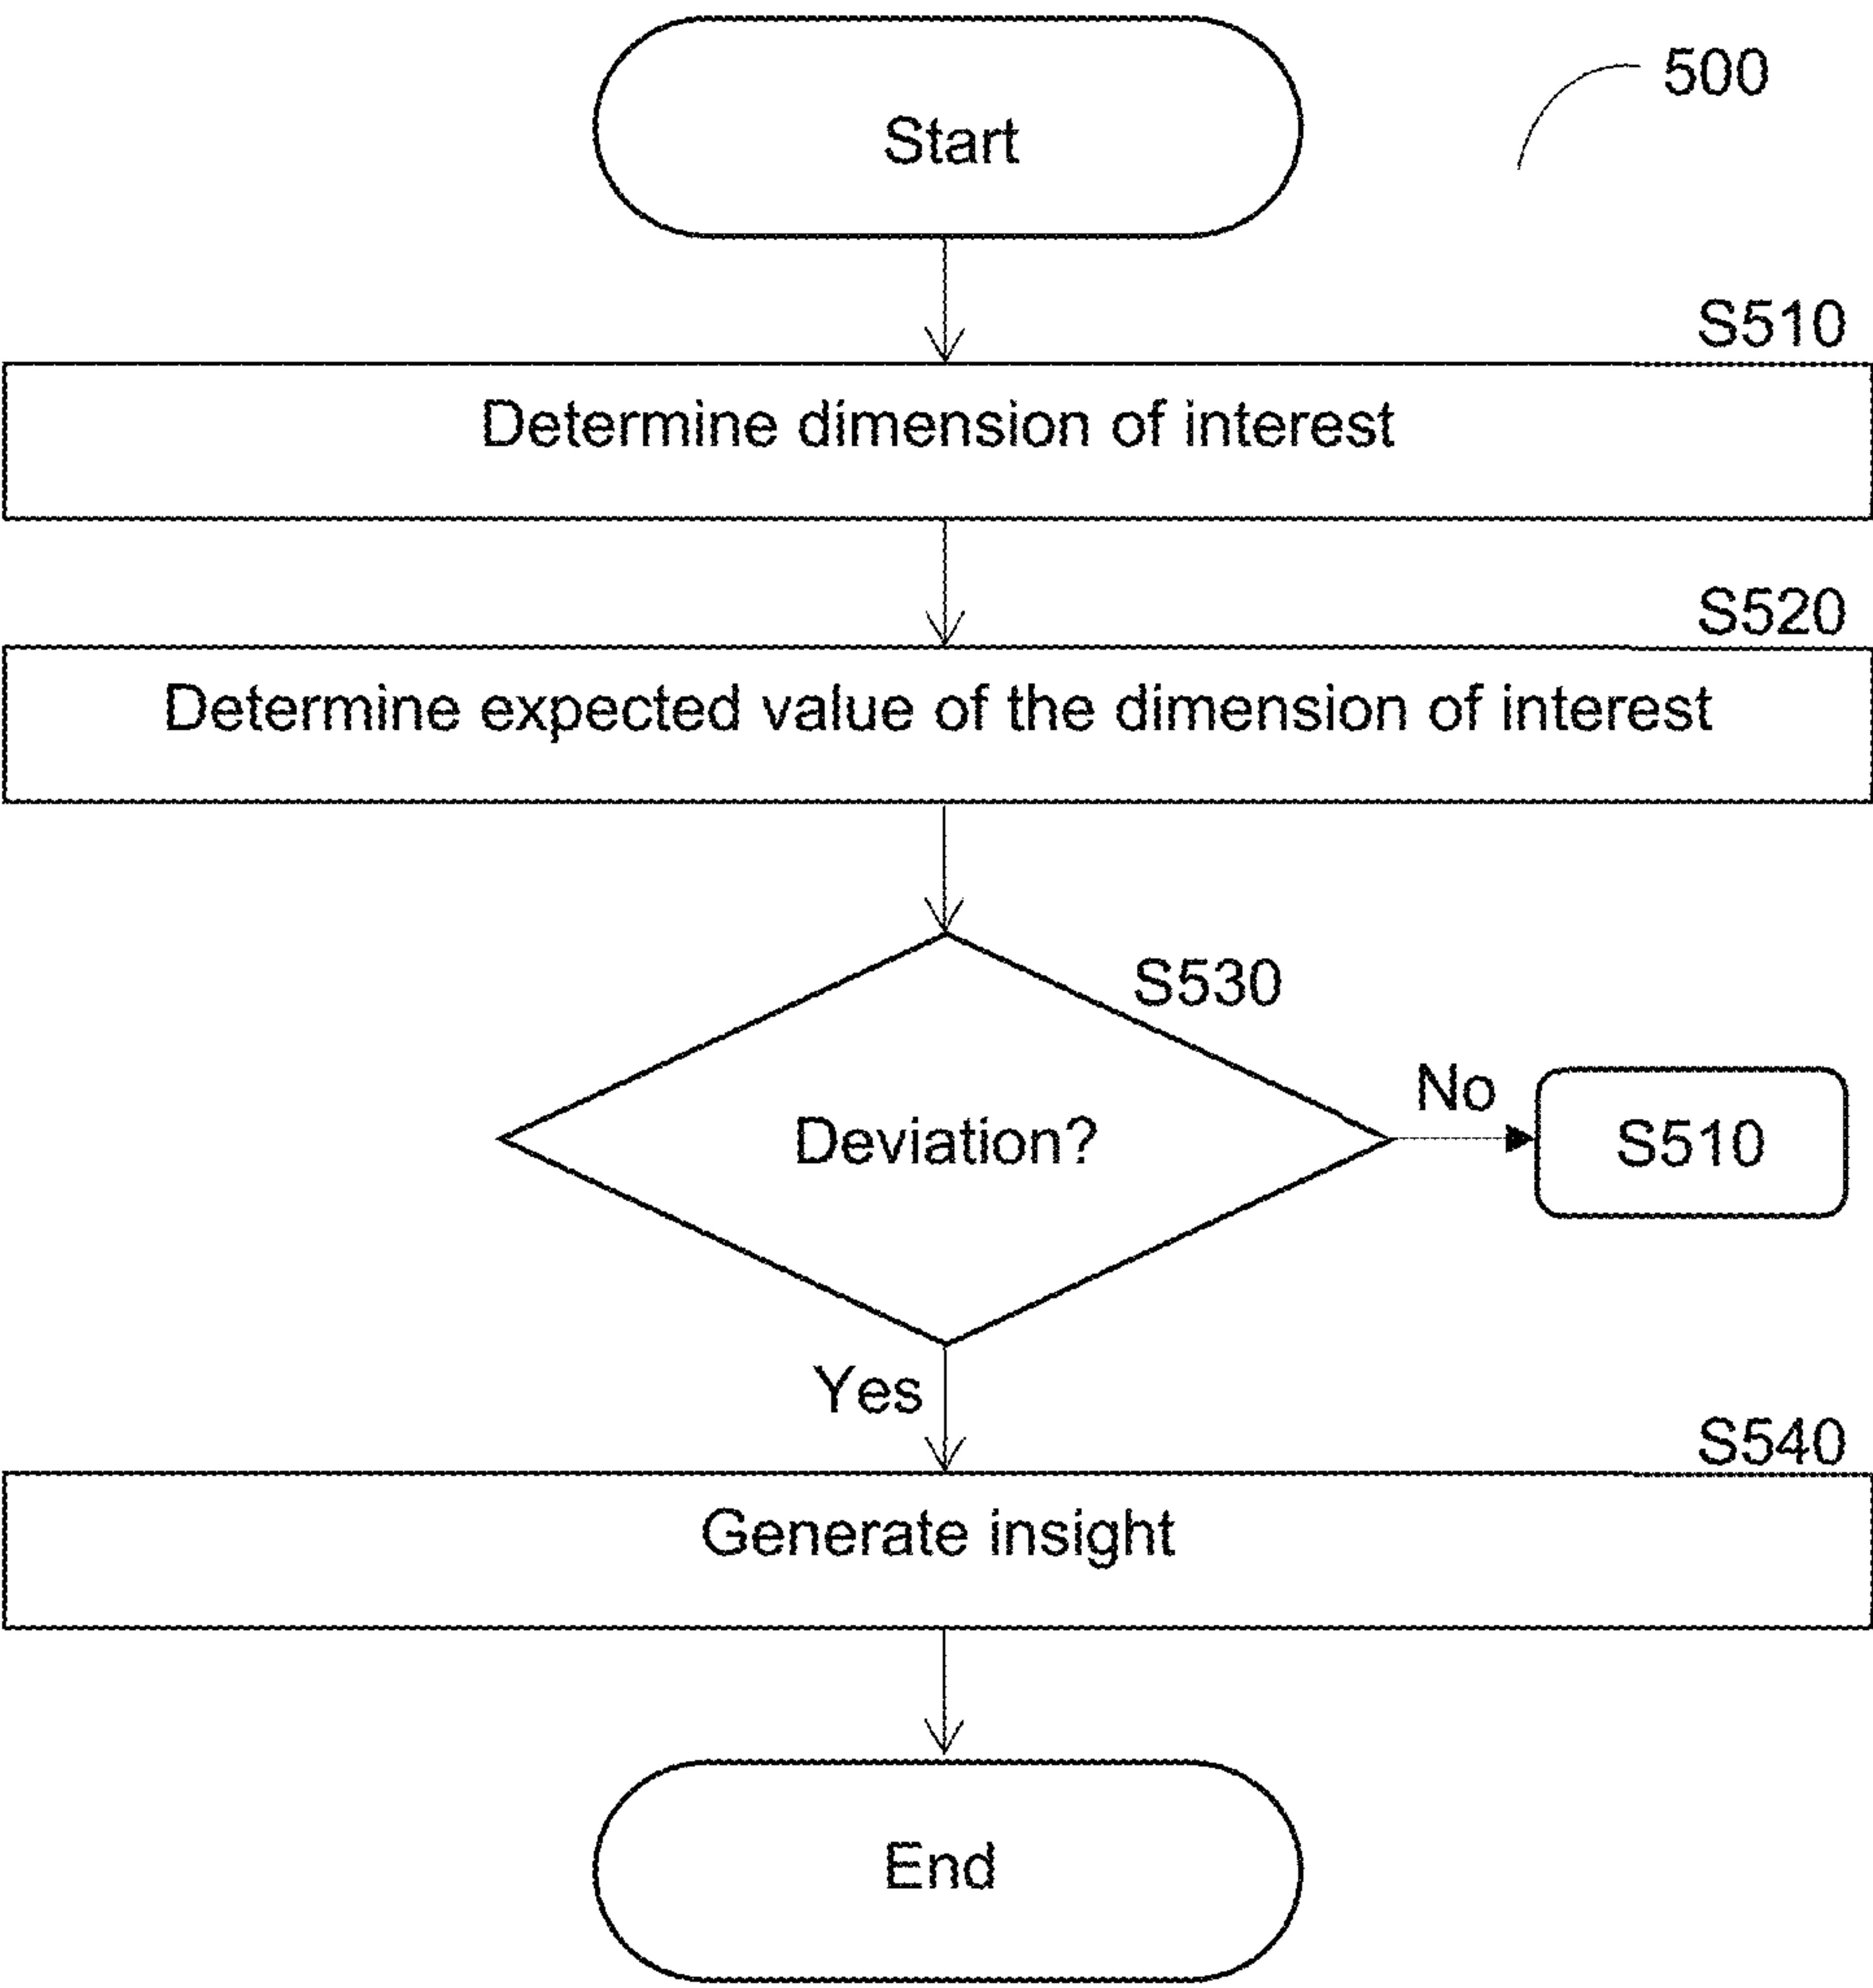 Start
500
S510
Determine dimension of interest
S520
Determine expected value of the dimension of interest
S530
Deviation?
No
S510
Yes
S540
Generate insight
End